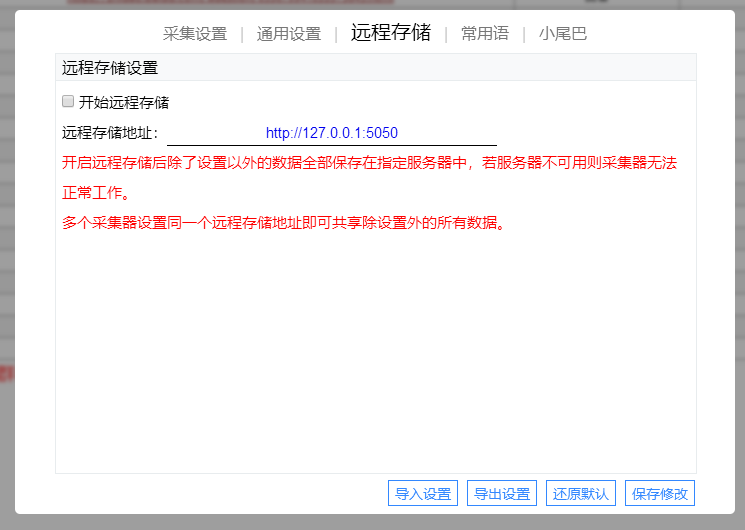 采集设置 | 通用设置 | 远程存储 | 常用语 | 小尾巴
远程存储设置
开始远程存储
远程存储地址： http://127.0.0.1:5050
开启远程存储后除了设置以外的数据全部保存在指定服务器中，若服务器不可用则采集器无法
正常工作。
多个采集器设置同一个远程存储地址即可共享除设置外的所有数据。
导入设置 导出设置 还原默认 保存修改